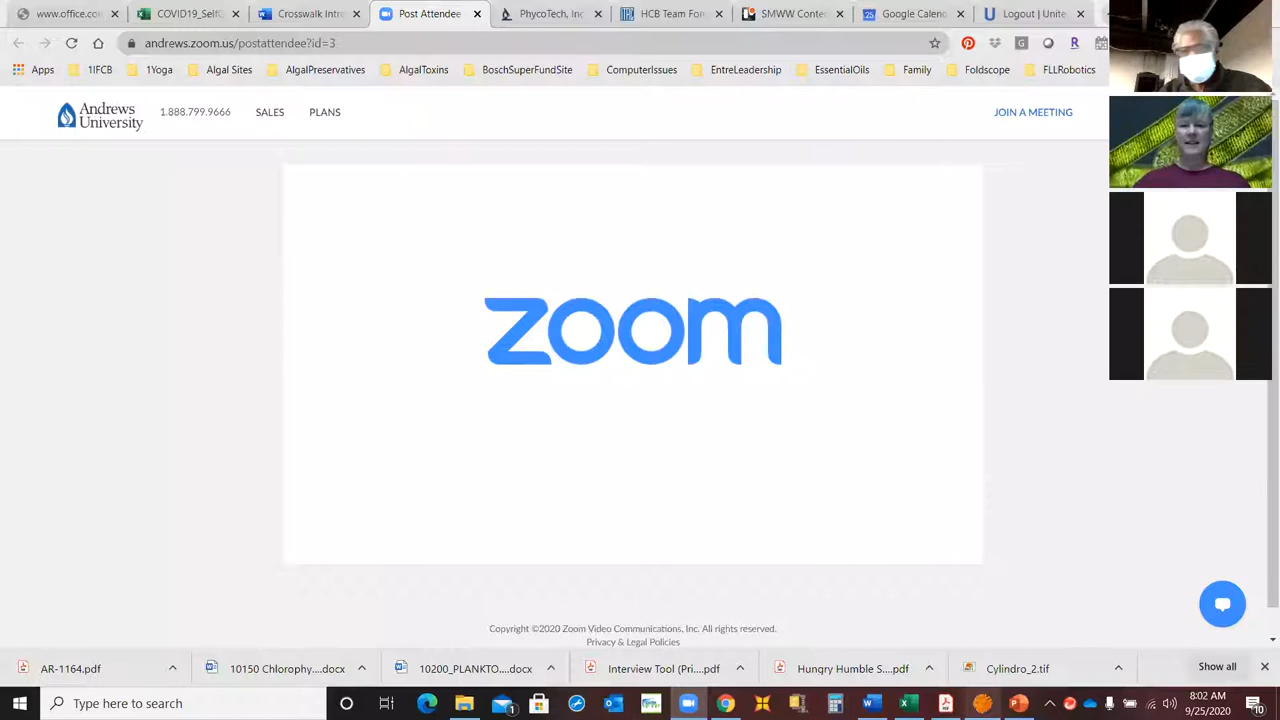 www.office.com
COVID19_Self
Crosswalk Intro
Post Attendee
PhycoTech, I
HCB Team Fo
SMWW Conte
Google Calend
Logout | Unite
andrews.zoom.us/postattendee?id=3
Apps
1IFCB
1Yoga
Algal Sites
AlgalPreservatives
AlgalToxins
BoschSuperFundSite
ComputerIssues
EntreLeadership
EssentialOils
Family
Foldscope
FLLRobotics
Andrews
University
1.888.799.9666
SALES
PLANS
JOIN A MEETING
zoom
Copyright ©2020 Zoom Video Communications, Inc. All rights reserved.
Privacy & Legal Policies
AR-1164.pdf
10150 Chlorophy....docx
10200_PLANKTO....docx
Interview Tool (Pri....pdf
Hungry Humble S....pdf
Cylindro_2.tif
Show all
Type here to search
8:02 AM
9/25/2020
10